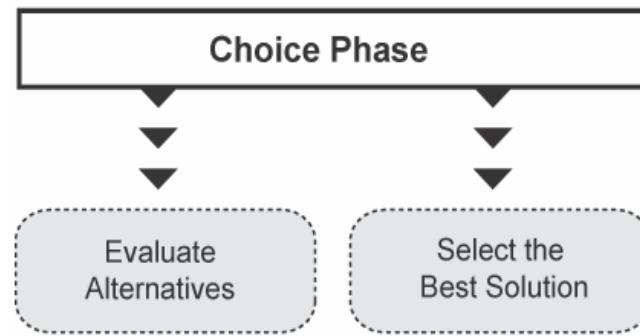 Choice Phase
Evaluate
Alternatives
Select the
Best Solution